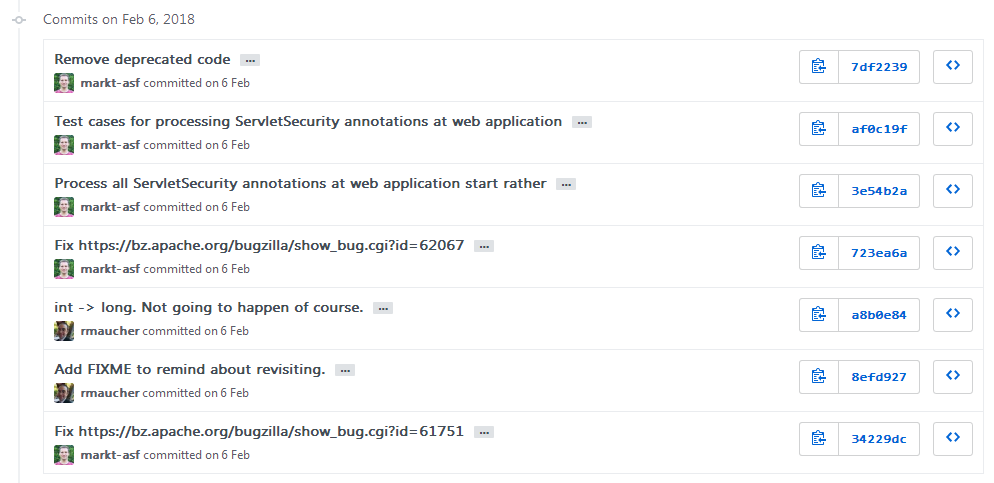 Commits on Feb 6, 2018
Remove deprecated code …
markt-asf committed on 6 Feb
7df2239
Test cases for processing ServletSecurity annotations at web application …
markt-asf committed on 6 Feb
af0c19f
Process all ServletSecurity annotations at web application start rather …
markt-asf committed on 6 Feb
3e54b2a
Fix https://bz.apache.org/bugzilla/show_bug.cgi?id=62067 …
markt-asf committed on 6 Feb
723ea6a
int -> long. Not going to happen of course. …
rmaucher committed on 6 Feb
a8b0e84
Add FIXME to remind about revisiting. …
rmaucher committed on 6 Feb
8efd927
Fix https://bz.apache.org/bugzilla/show_bug.cgi?id=61751 …
markt-asf committed on 6 Feb
34229dc